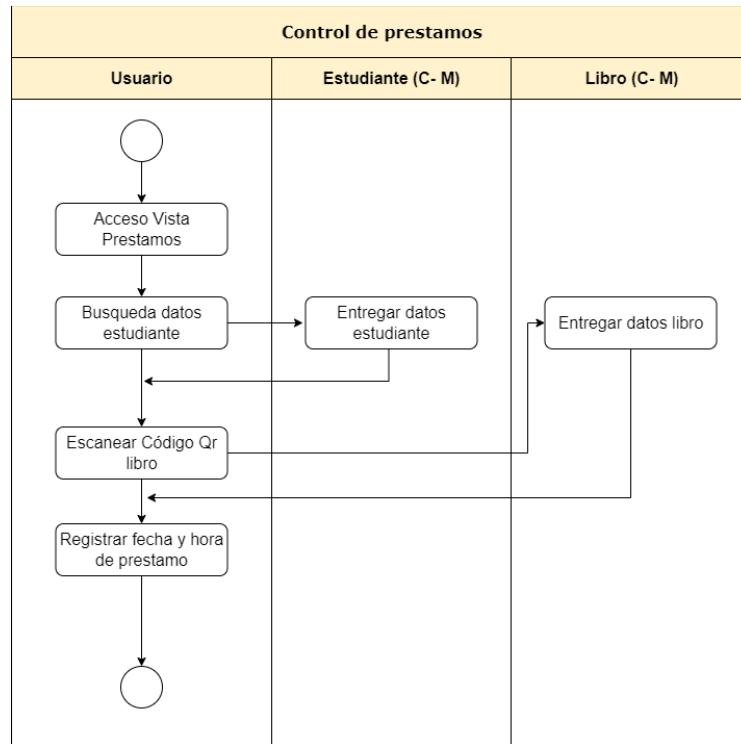 Control de prestamos
Usuario
Estudiante (C- M)
Libro (C- M)
Acceso Vista
Prestamos
Busqueda datos
estudiante
Entregar datos
estudiante
Entregar datos libro
Escanear Código Qr
libro
Registrar fecha y hora
de prestamo